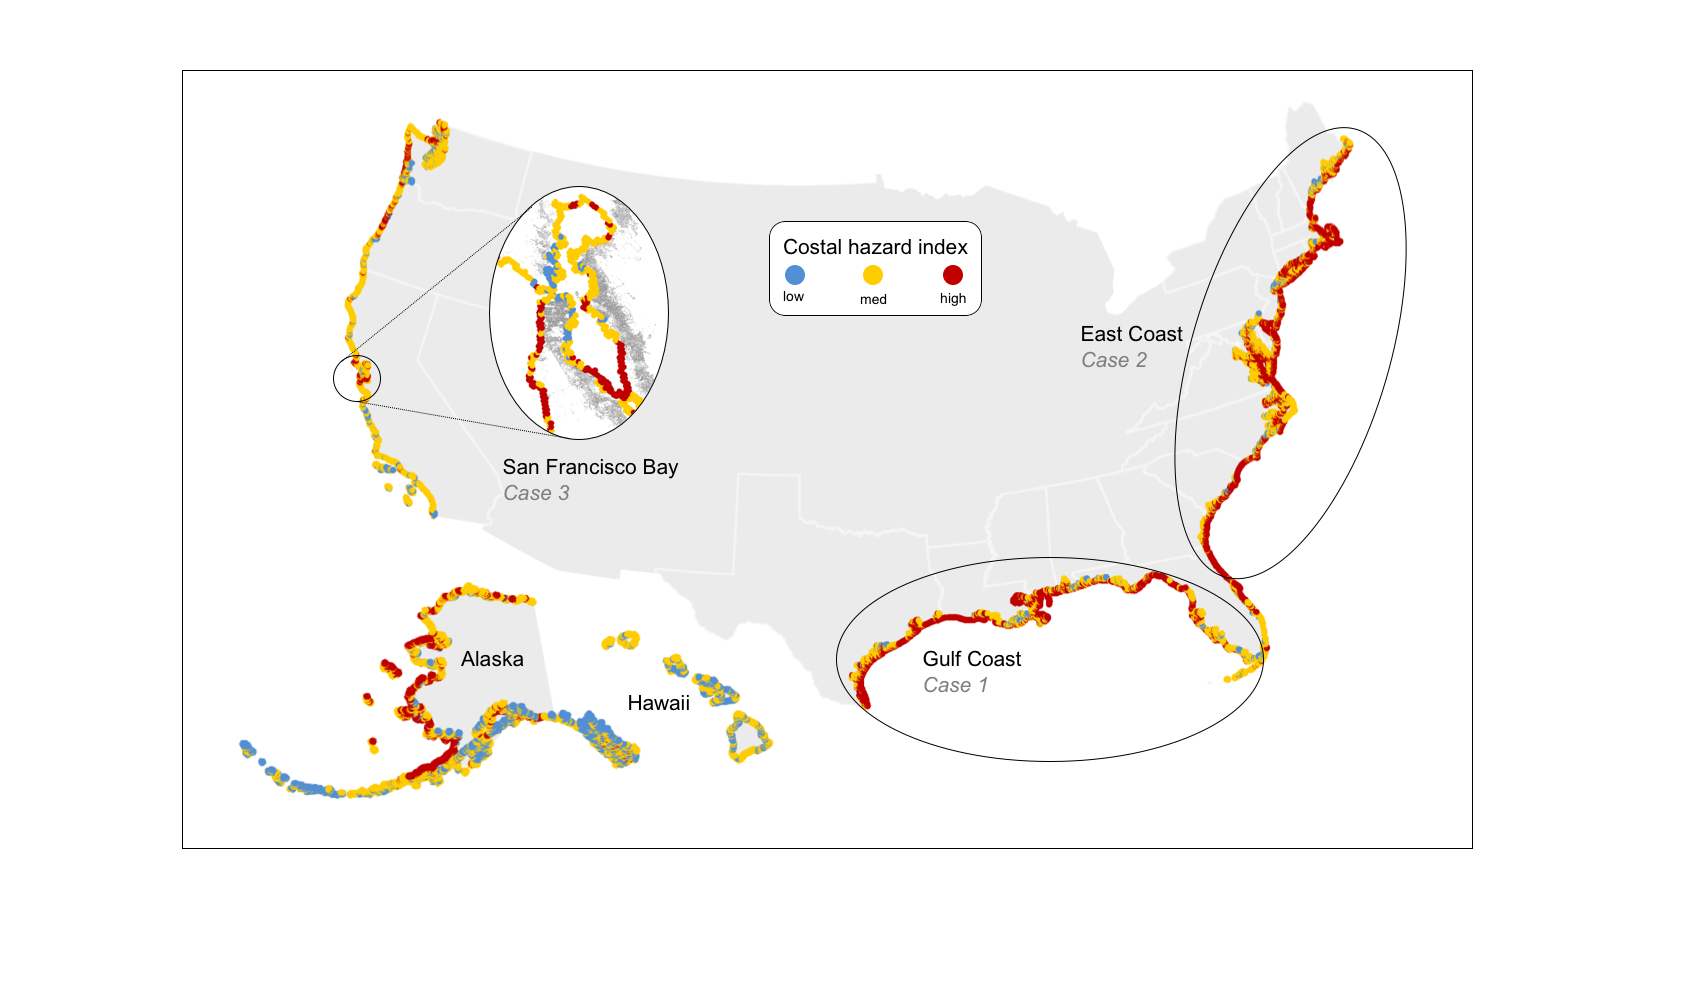 Costal hazard index
low med high
East Coast
Case 2
San Francisco Bay
Case 3
Alaska
Hawaii
Gulf Coast
Case 1